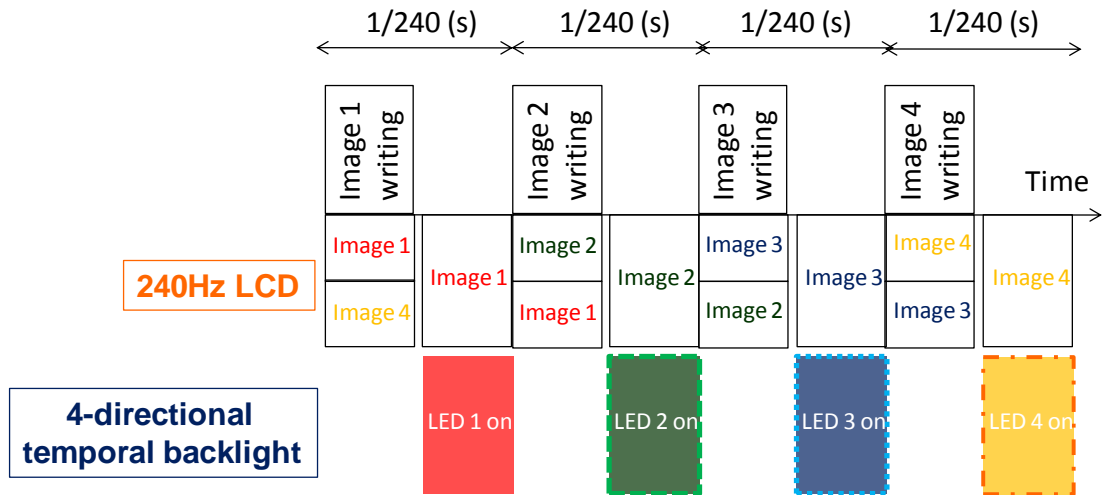 1/240 (s) 1/240 (s) 1/240 (s) 1/240 (s)
Image 1
writing
Image 2
writing
Image 3
writing
Image 4
writing
Time
240Hz LCD
Image 1
Image 4
Image 1
Image 2
Image 1
Image 2
Image 3
Image 2
Image 3
Image 4
Image 3
Image 4
4-directional
temporal backlight
LED 1 on LED 2 on LED 3 on LED 4 on